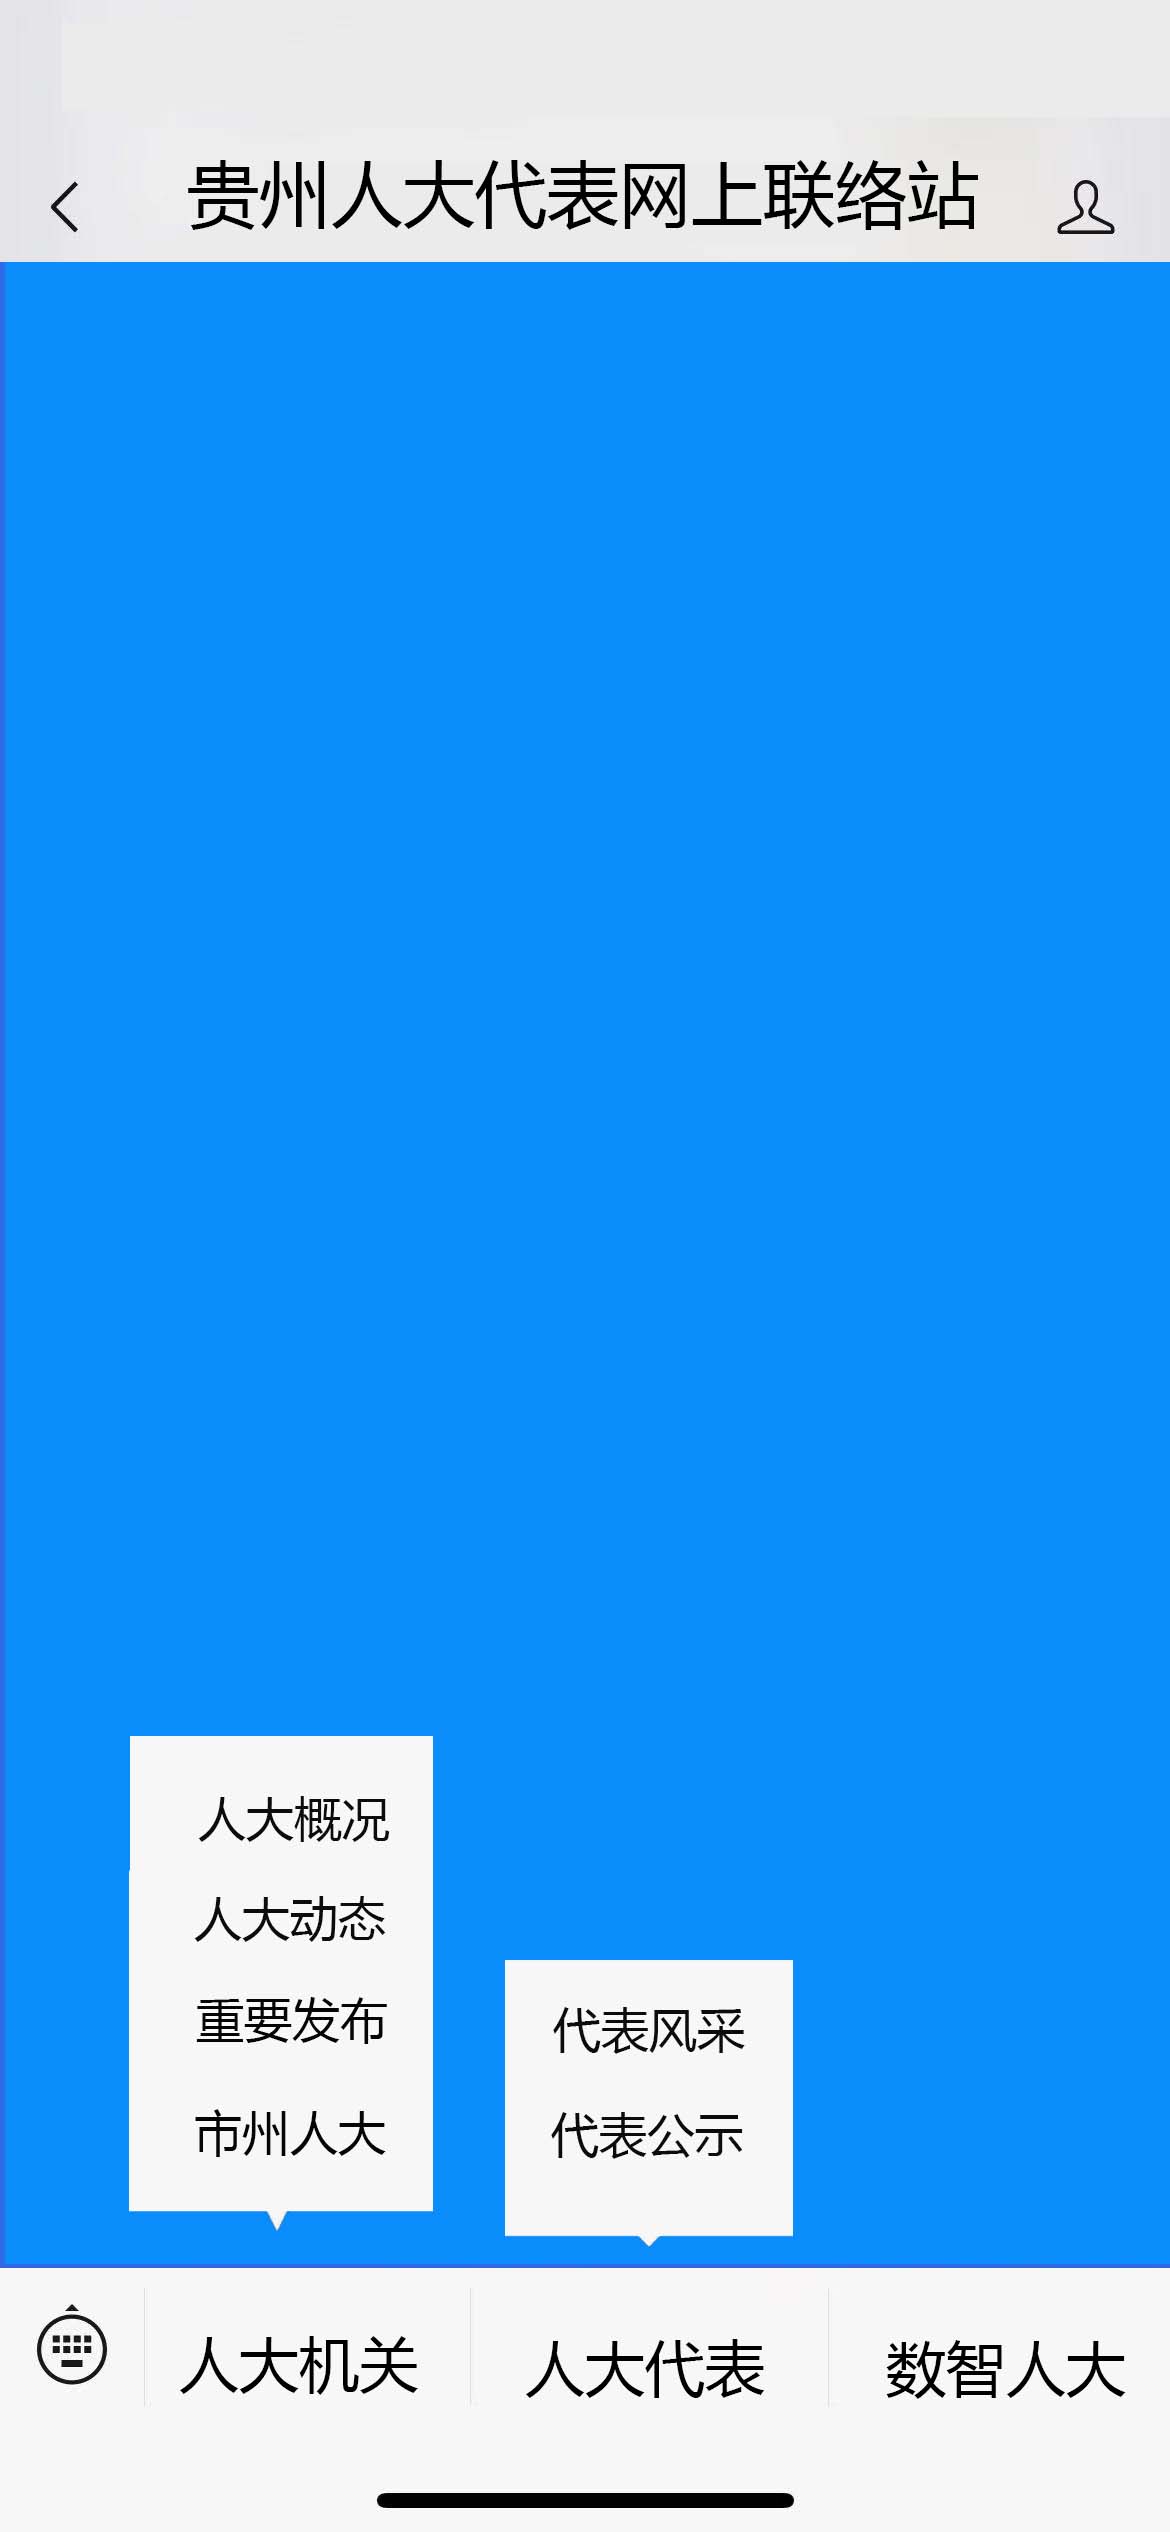 贵州人大代表网上联络站
人大概况
人大动态
重要发布
市州人大
代表风采
代表公示
人大机关
人大代表
数智人大